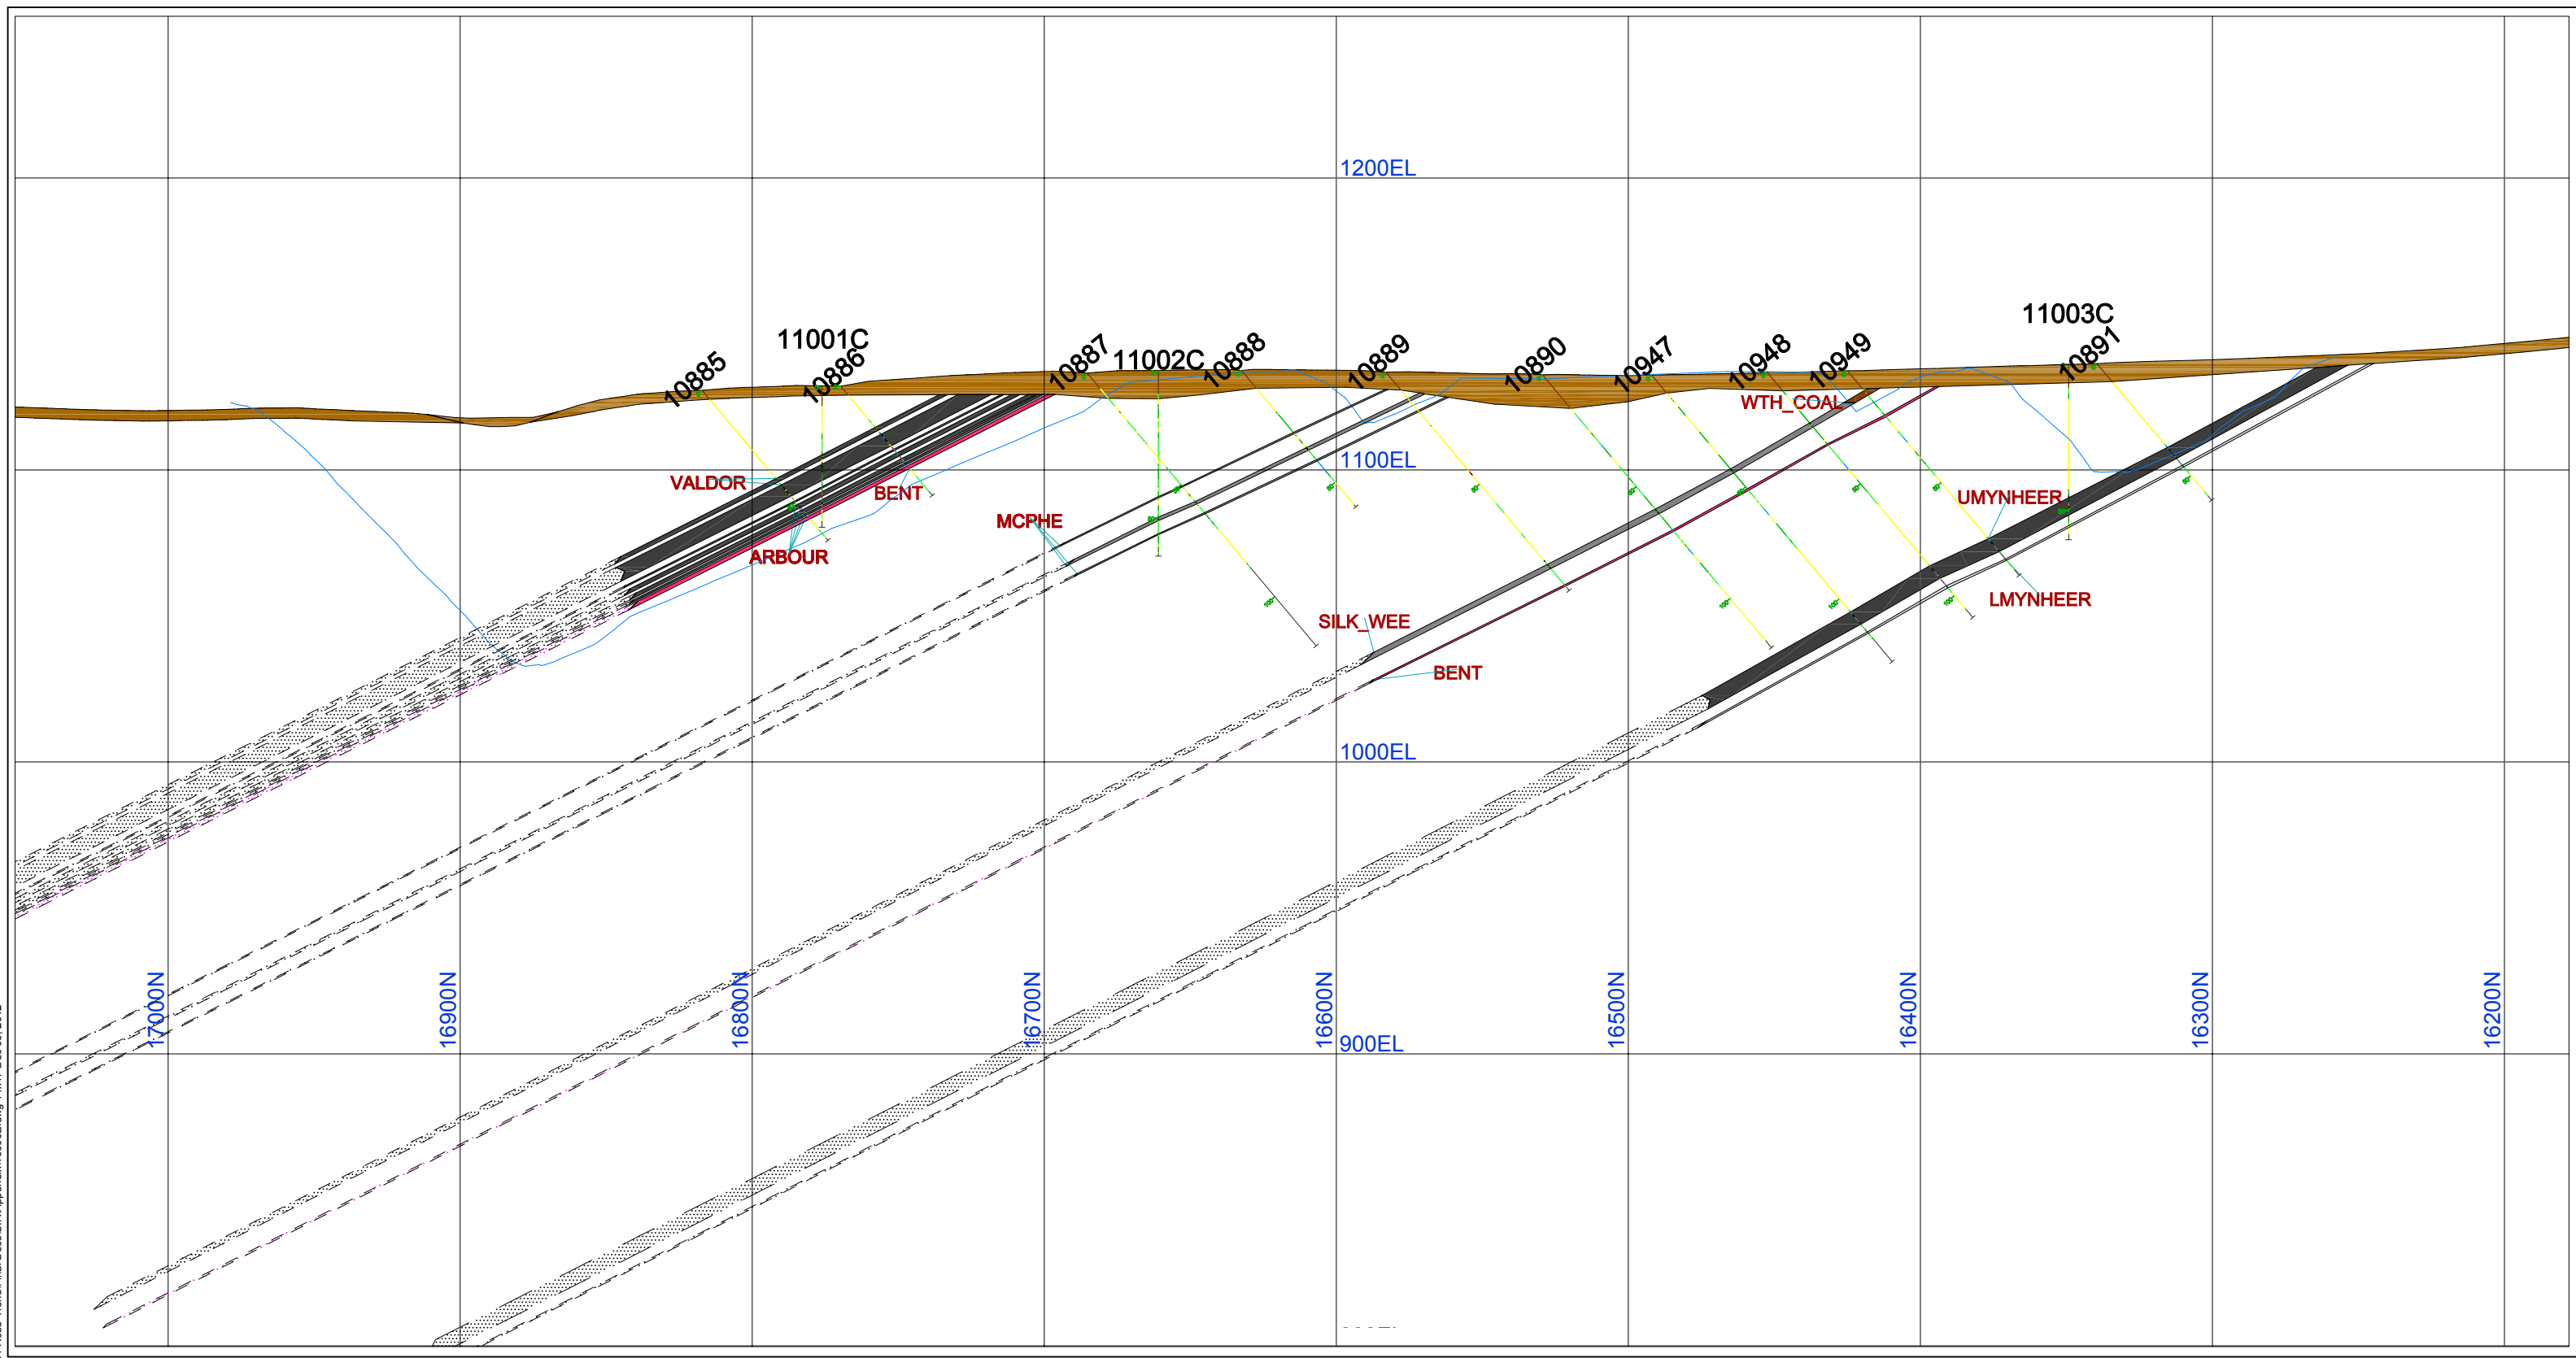 1200EL
11003C
11001C
10885
10886
10887
11002C
10888
10889
10890
10947
10948
10949
10891
WTH_COAL
1100EL
VALDOR
BENT
UMYNHEER
MCPHE
ARBOUR
LMYNHEER
SILK_WEE
BENT
1000EL
17000N
16900N
16800N
16700N
16600N
16500N
16400N
16300N
16200N
900EL